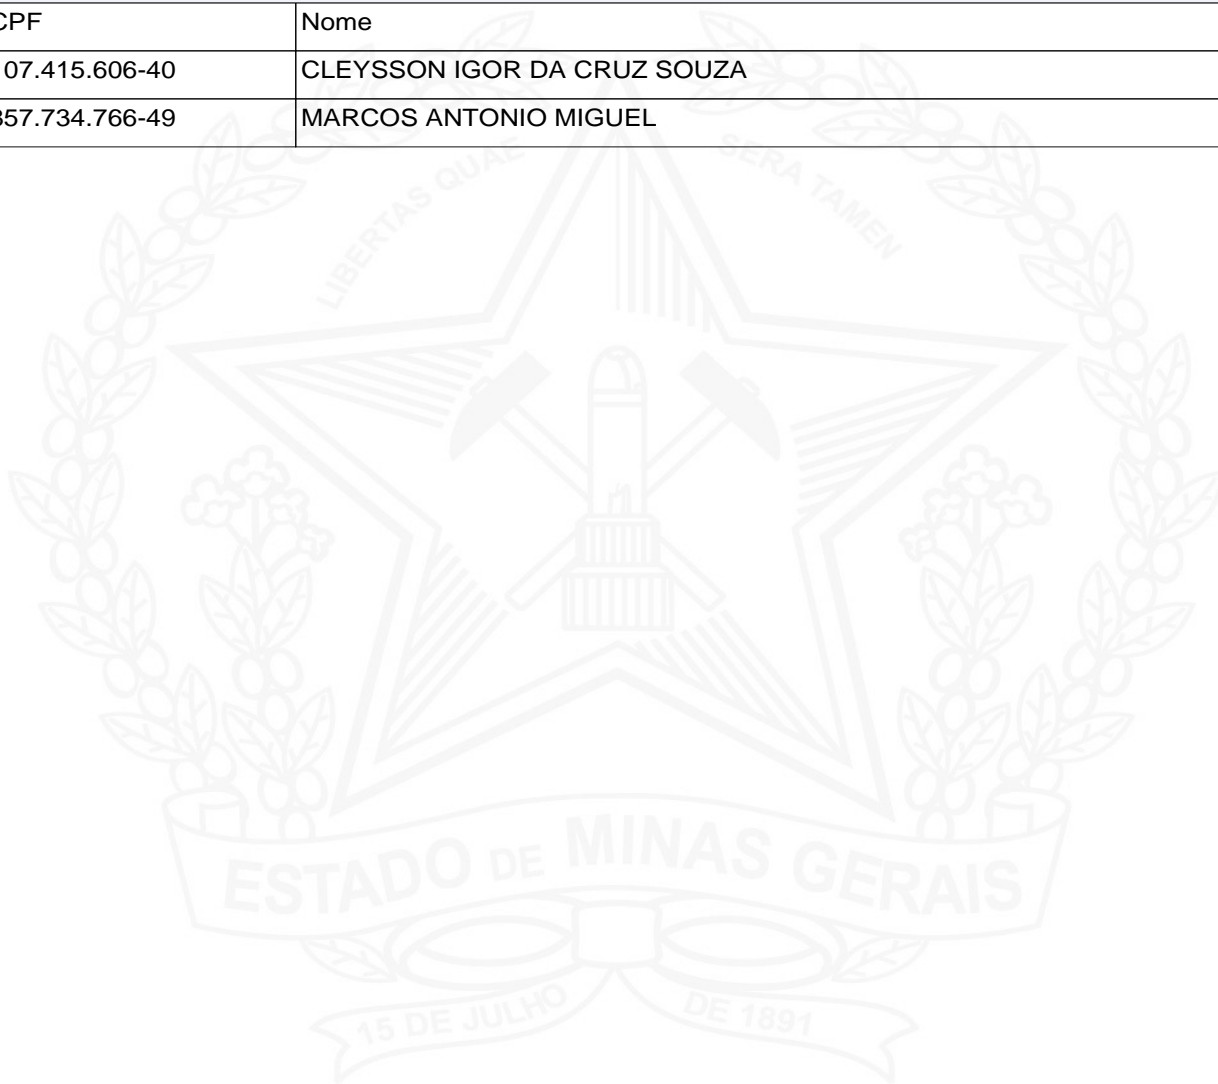 CPF Nome
07.415.606-40 CLEYSSON IGOR DA CRUZ SOUZA
57.734.766-49 MARCOS ANTONIO MIGUEL
LIBERTAS QUAE SERA TAMEN
ESTADO DE MINAS GERAIS
15 DE JULHO DE 1891